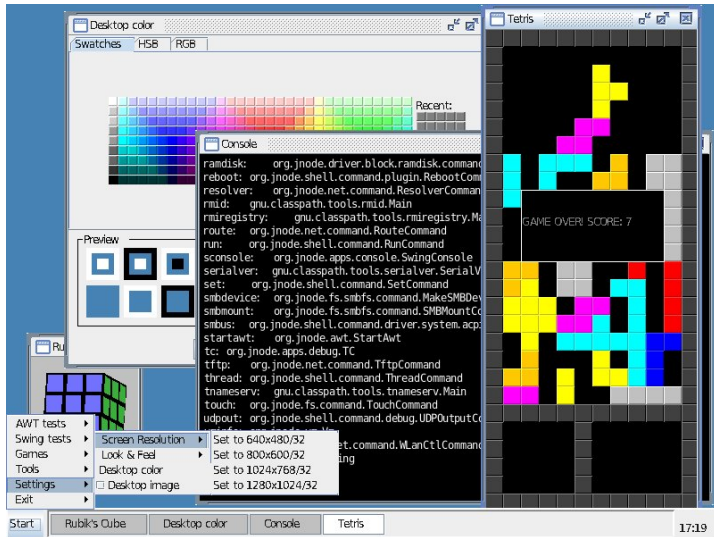 Desktop color
Swatches HSB RGB
Recent:
Preview
Console
ramdisk: org.jnode.driver.block.ramdisk.command
reboot: org.jnode.shell.command.plugin.RebootComm
resolver: org.jnode.net.command.ResolverComman
rmid: gnu.classpath.tools.rmid.Main
rmiregistry: gnu.classpath.tools.rmiregistry.Ma
route: org.jnode.net.command.RouteCommand
run: org.jnode.shell.command.RunCommand
sconsole: org.jnode.apps.console.SwingConsole
serialver: gnu.classpath.tools.serialver.SerialV
set: org.jnode.shell.command.SetCommand
smbdevice: org.jnode.fs.smbfs.command.MakeSMBDev
smbmount: org.jnode.fs.smbfs.command.SMBMountCo
smbus: org.jnode.shell.command.driver.system.acpi
startawt: org.jnode.awt.StartAwt
tc: org.jnode.apps.debug.TC
tftp: org.jnode.net.command.TftpCommand
thread: org.jnode.shell.command.ThreadCommand
tnameserv: gnu.classpath.tools.tnameserv.Main
touch: org.jnode.fs.command.TouchCommand
udpout: org.jnode.shell.command.debug.UDPOutputCo
et.command.WLanCtlCommand
ing
Tetris
GAME OVER! SCORE: 7
Ru
AWT tests
Swing tests
Games
Tools
Settings
Exit
Screen Resolution
Look & Feel
Desktop color
Desktop image
Set to 640x480/32
Set to 800x600/32
Set to 1024x768/32
Set to 1280x1024/32
Start Rubik's Cube Desktop color Console Tetris 17:19